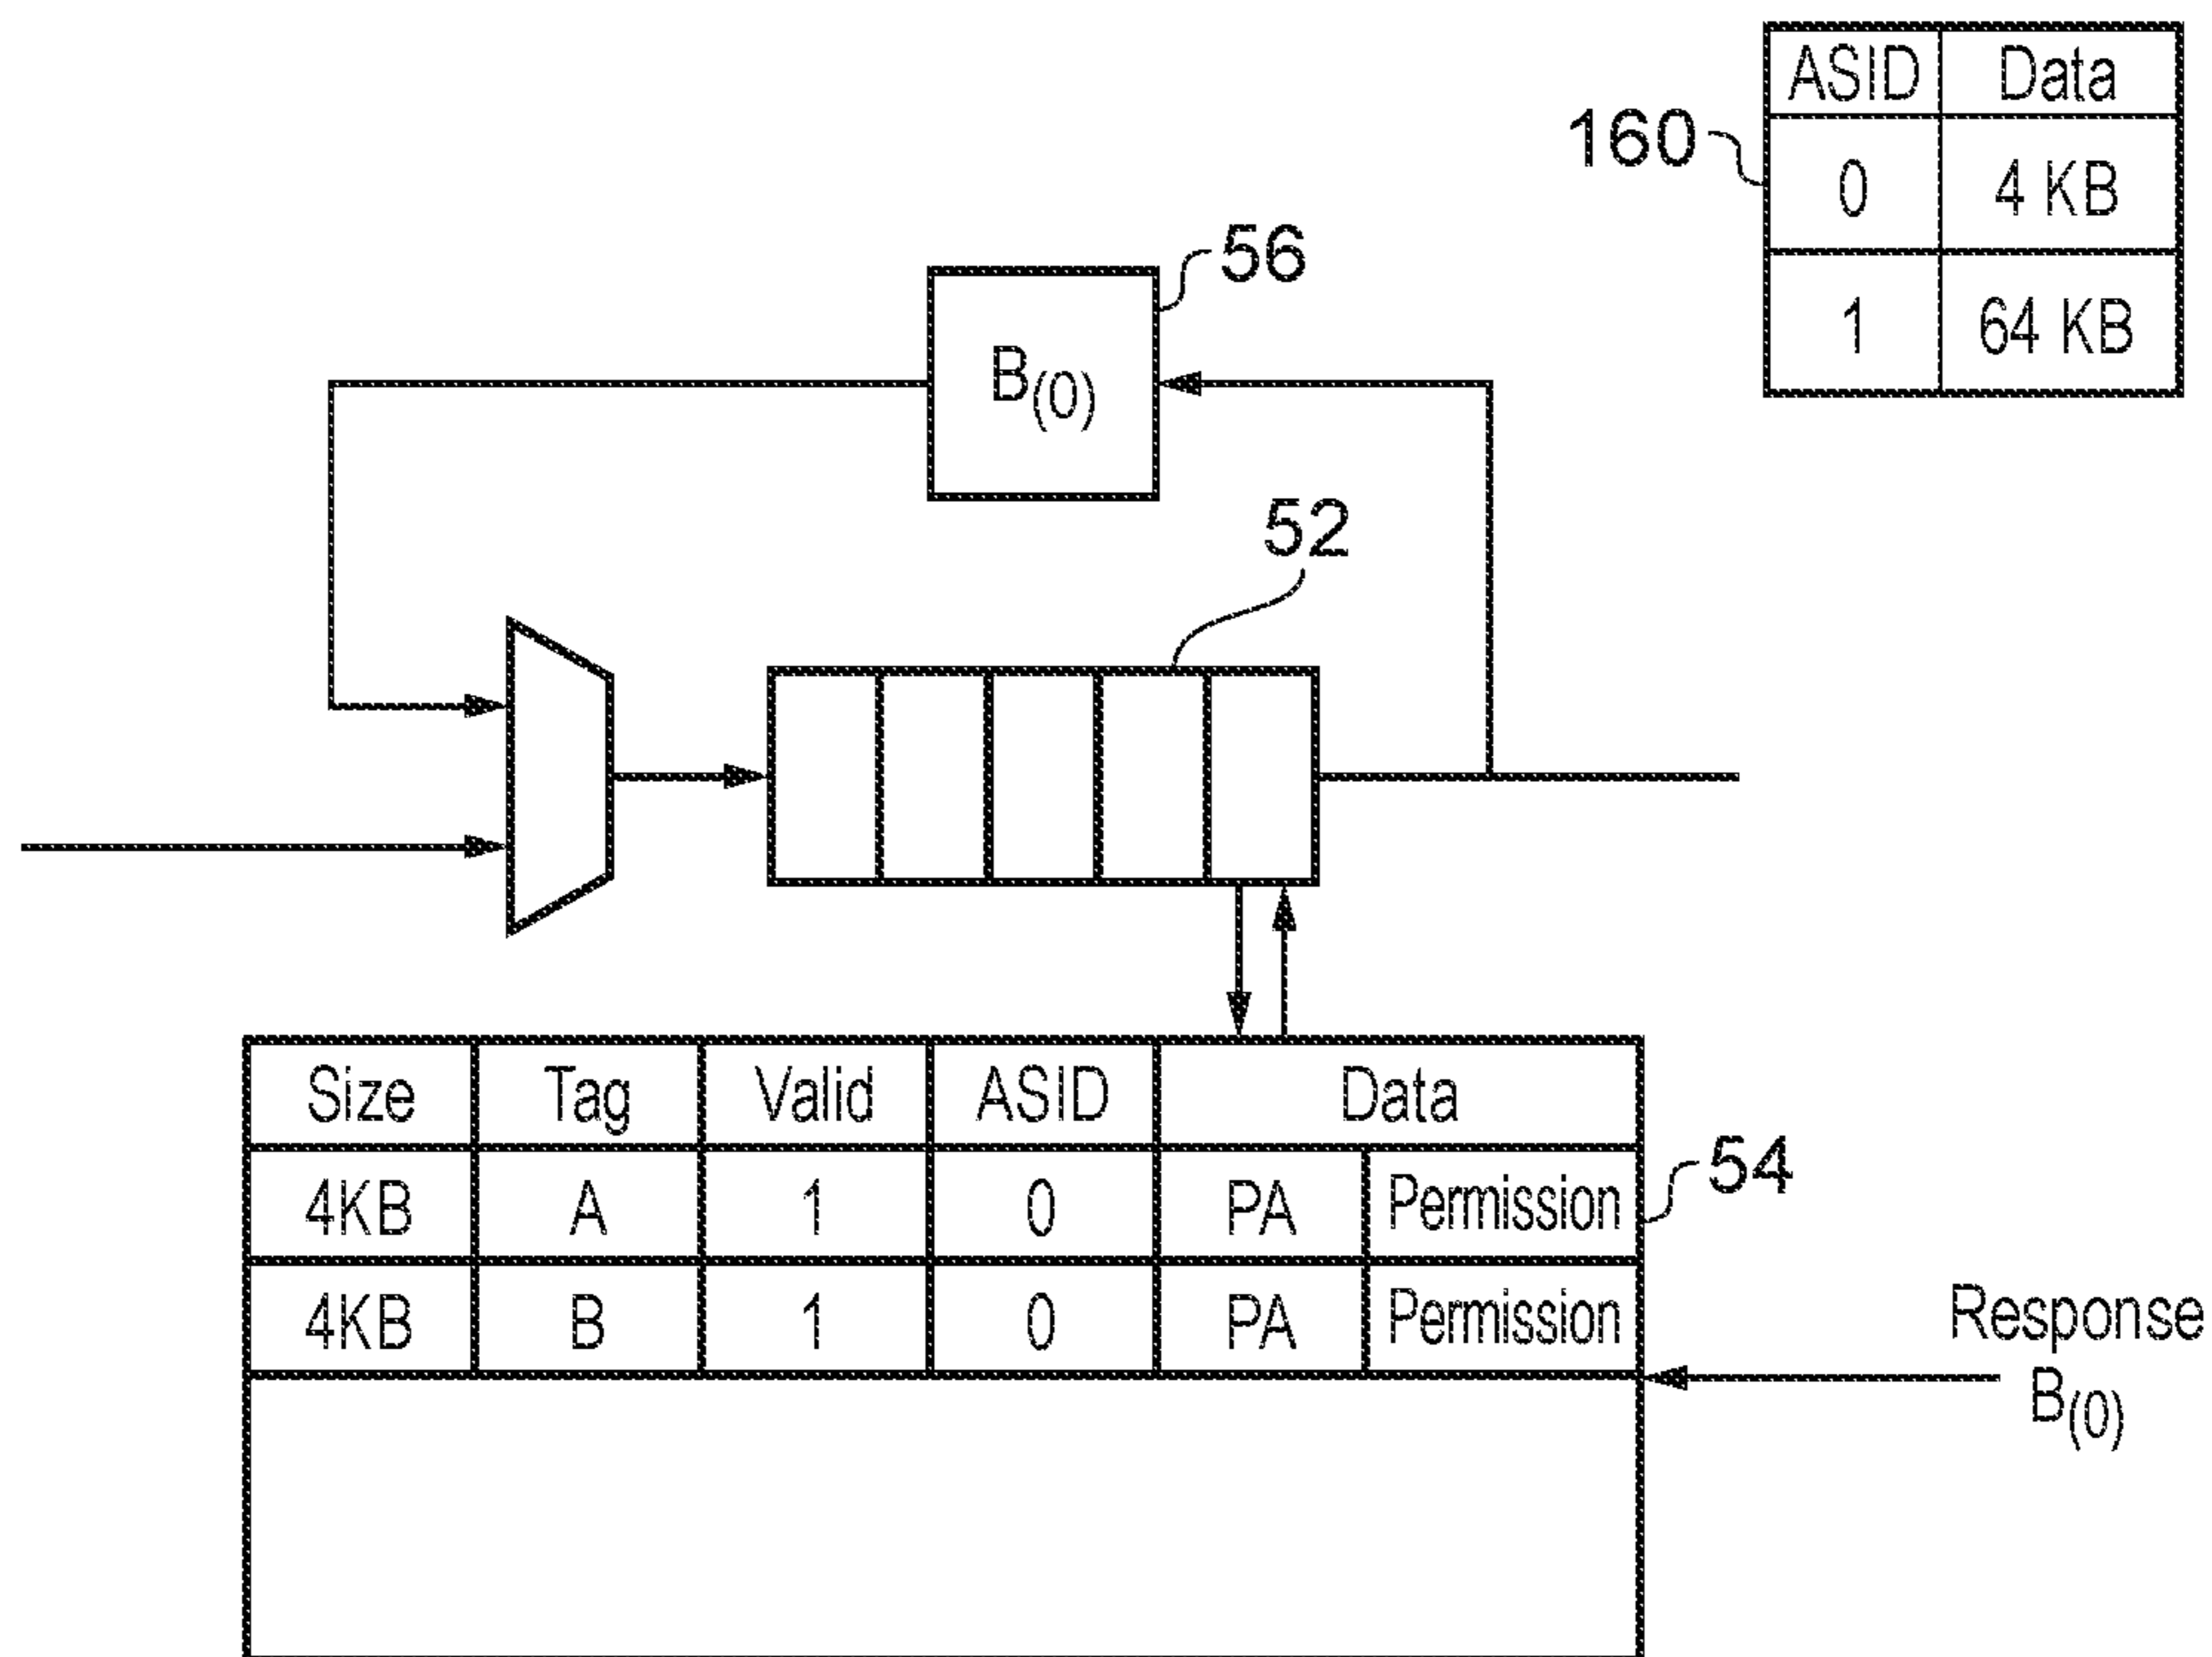 ASID Data
160
0 4 KB
1 64 KB
56
B(0)
52
Size Tag Valid ASID Data
4KB A 1 0 PA Permission
54
4KB B 1 0 PA Permission
Response
B(0)